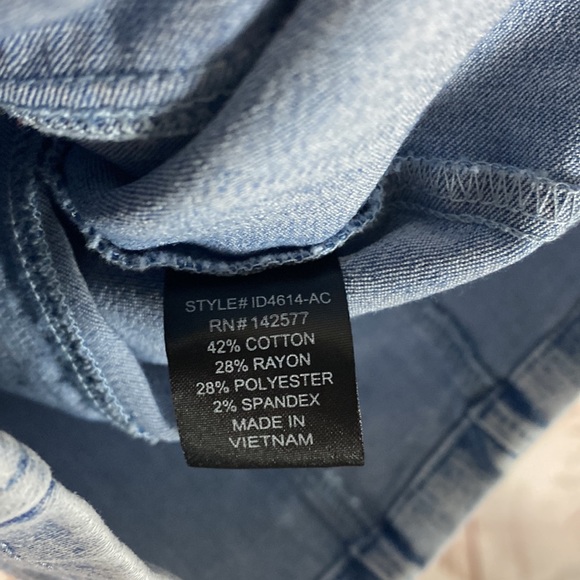 STYLE# ID4614-AC
RN# 142577
42% COTTON
28% RAYON
28% POLYESTER
2% SPANDEX
MADE IN
VIETNAM